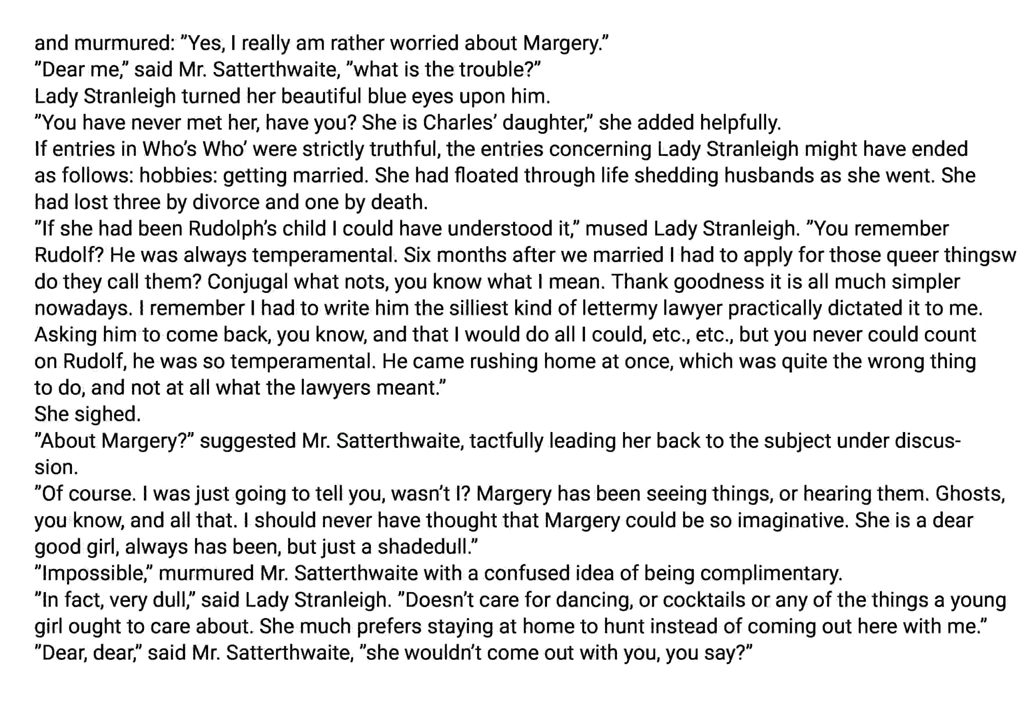 and murmured: ”Yes, I really am rather worried about Margery.”
”Dear me,” said Mr. Satterthwaite, ”what is the trouble?”
Lady Stranleigh turned her beautiful blue eyes upon him.
”You have never met her, have you? She is Charles’ daughter,” she added helpfully.
If entries in Who’s Who’ were strictly truthful, the entries concerning Lady Stranleigh might have ended
as follows: hobbies: getting married. She had floated through life shedding husbands as she went. She
had lost three by divorce and one by death.
”If she had been Rudolph’s child I could have understood it,” mused Lady Stranleigh. ”You remember
Rudolf? He was always temperamental. Six months after we married I had to apply for those queer thingsw
do they call them? Conjugal what nots, you know what I mean. Thank goodness it is all much simpler
nowadays. I remember I had to write him the silliest kind of lettermy lawyer practically dictated it to me.
Asking him to come back, you know, and that I would do all I could, etc., etc., but you never could count
on Rudolf, he was so temperamental. He came rushing home at once, which was quite the wrong thing
to do, and not at all what the lawyers meant.”
She sighed.
”About Margery?” suggested Mr. Satterthwaite, tactfully leading her back to the subject under discus-
sion.
”Of course. I was just going to tell you, wasn’t I? Margery has been seeing things, or hearing them. Ghosts,
you know, and all that. I should never have thought that Margery could be so imaginative. She is a dear
good girl, always has been, but just a shadedull.”
”Impossible,” murmured Mr. Satterthwaite with a confused idea of being complimentary.
”In fact, very dull,” said Lady Stranleigh. ”Doesn’t care for dancing, or cocktails or any of the things a young
girl ought to care about. She much prefers staying at home to hunt instead of coming out here with me.”
”Dear, dear,” said Mr. Satterthwaite, ”she wouldn’t come out with you, you say?”